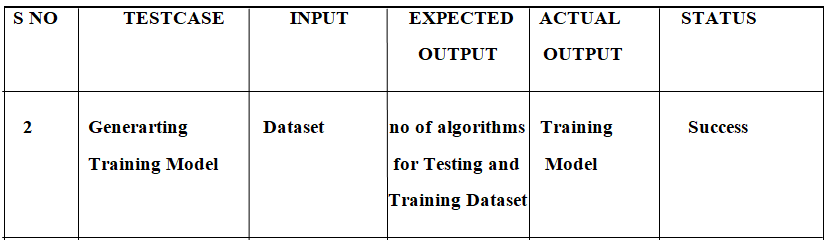 S NO TESTCASE INPUT EXPECTED OUTPUT ACTUAL OUTPUT STATUS
2 Generarting Training Model Dataset no of algorithms for Testing and Training Dataset Training Model Success